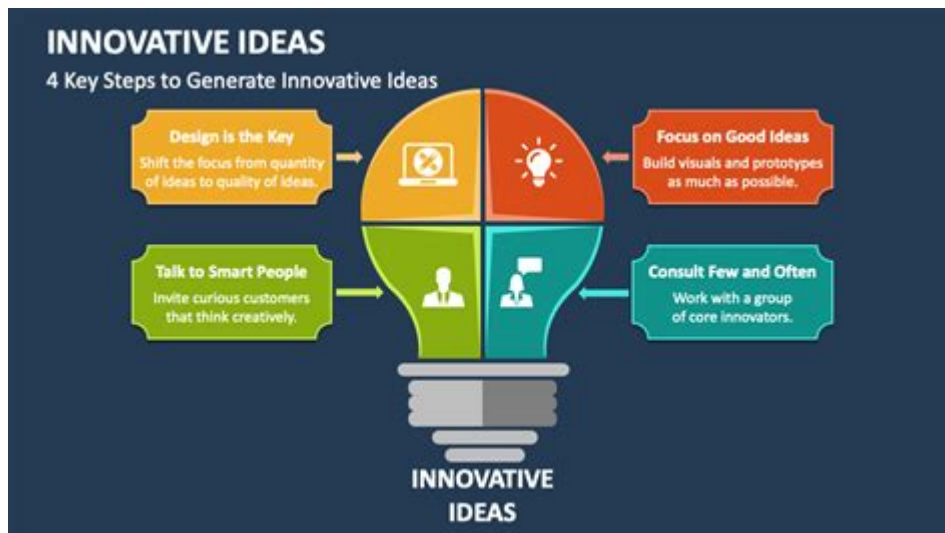 INNOVATIVE IDEAS
4 Key Steps to Generate Innovative Ideas
Design is the Key
Shift the focus from quantity
of ideas to quality of ideas.
Focus on Good Ideas
Build visuals and prototypes
as much as possible.
Talk to Smart People
Invite curious customers
that think creatively.
Consult Few and Often
Work with a group
of core innovators.
INNOVATIVE
IDEAS